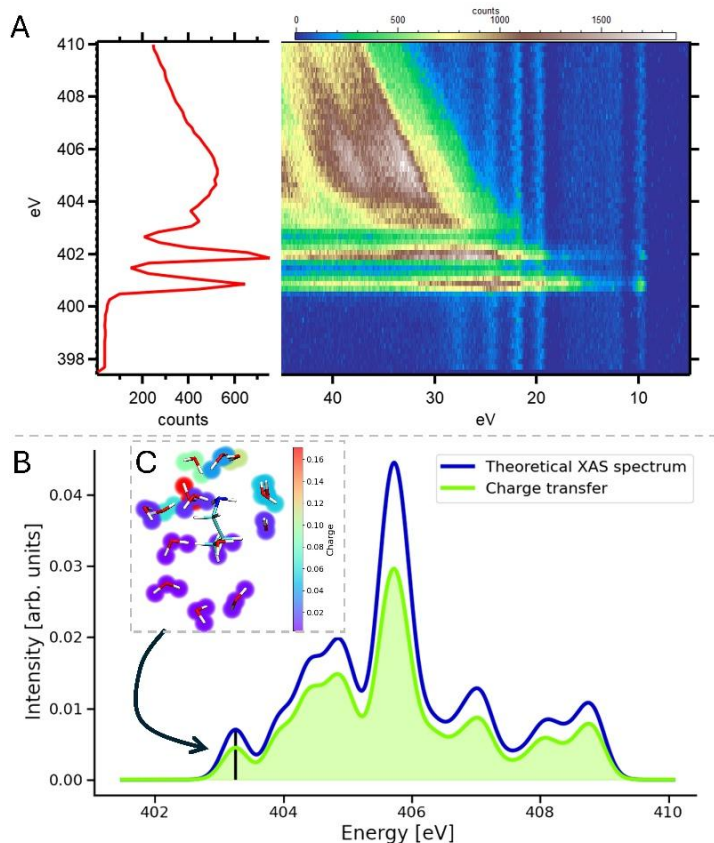 A
counts
0 500 1000 1500
410
408
406
404
402
400
398
eV
200 400 600
counts
40 30 20 10
eV
B
C
0.16
0.14
0.12
0.10
0.08
0.06
0.04
0.02
Charge
Theoretical XAS spectrum
Charge transfer
0.04
0.03
0.02
0.01
0.00
Intensity [arb. units]
402 404 406 408 410
Energy [eV]